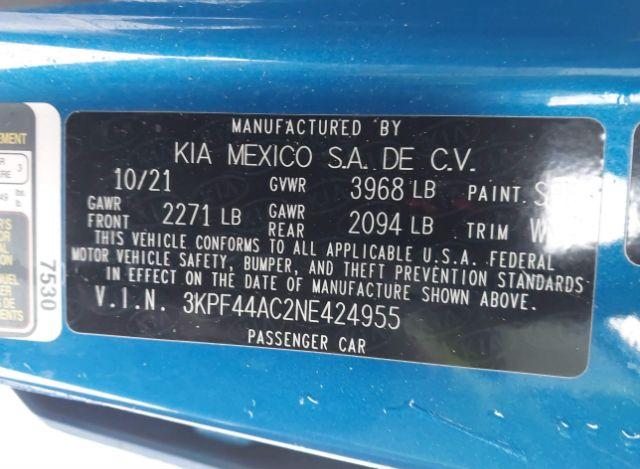 MANUFACTURED BY
KIA MEXICO S.A. DE C.V.
10/21 GVWR 3968 LB PAINT
GAWR FRONT 2271 LB GAWR REAR 2094 LB TRIM
THIS VEHICLE CONFORMS TO ALL APPLICABLE U.S.A. FEDERAL
MOTOR VEHICLE SAFETY, BUMPER, AND THEFT PREVENTION STANDARDS
IN EFFECT ON THE DATE OF MANUFACTURE SHOWN ABOVE.
V.I.N. 3KPF44AC2NE424955
PASSENGER CAR
7530
3